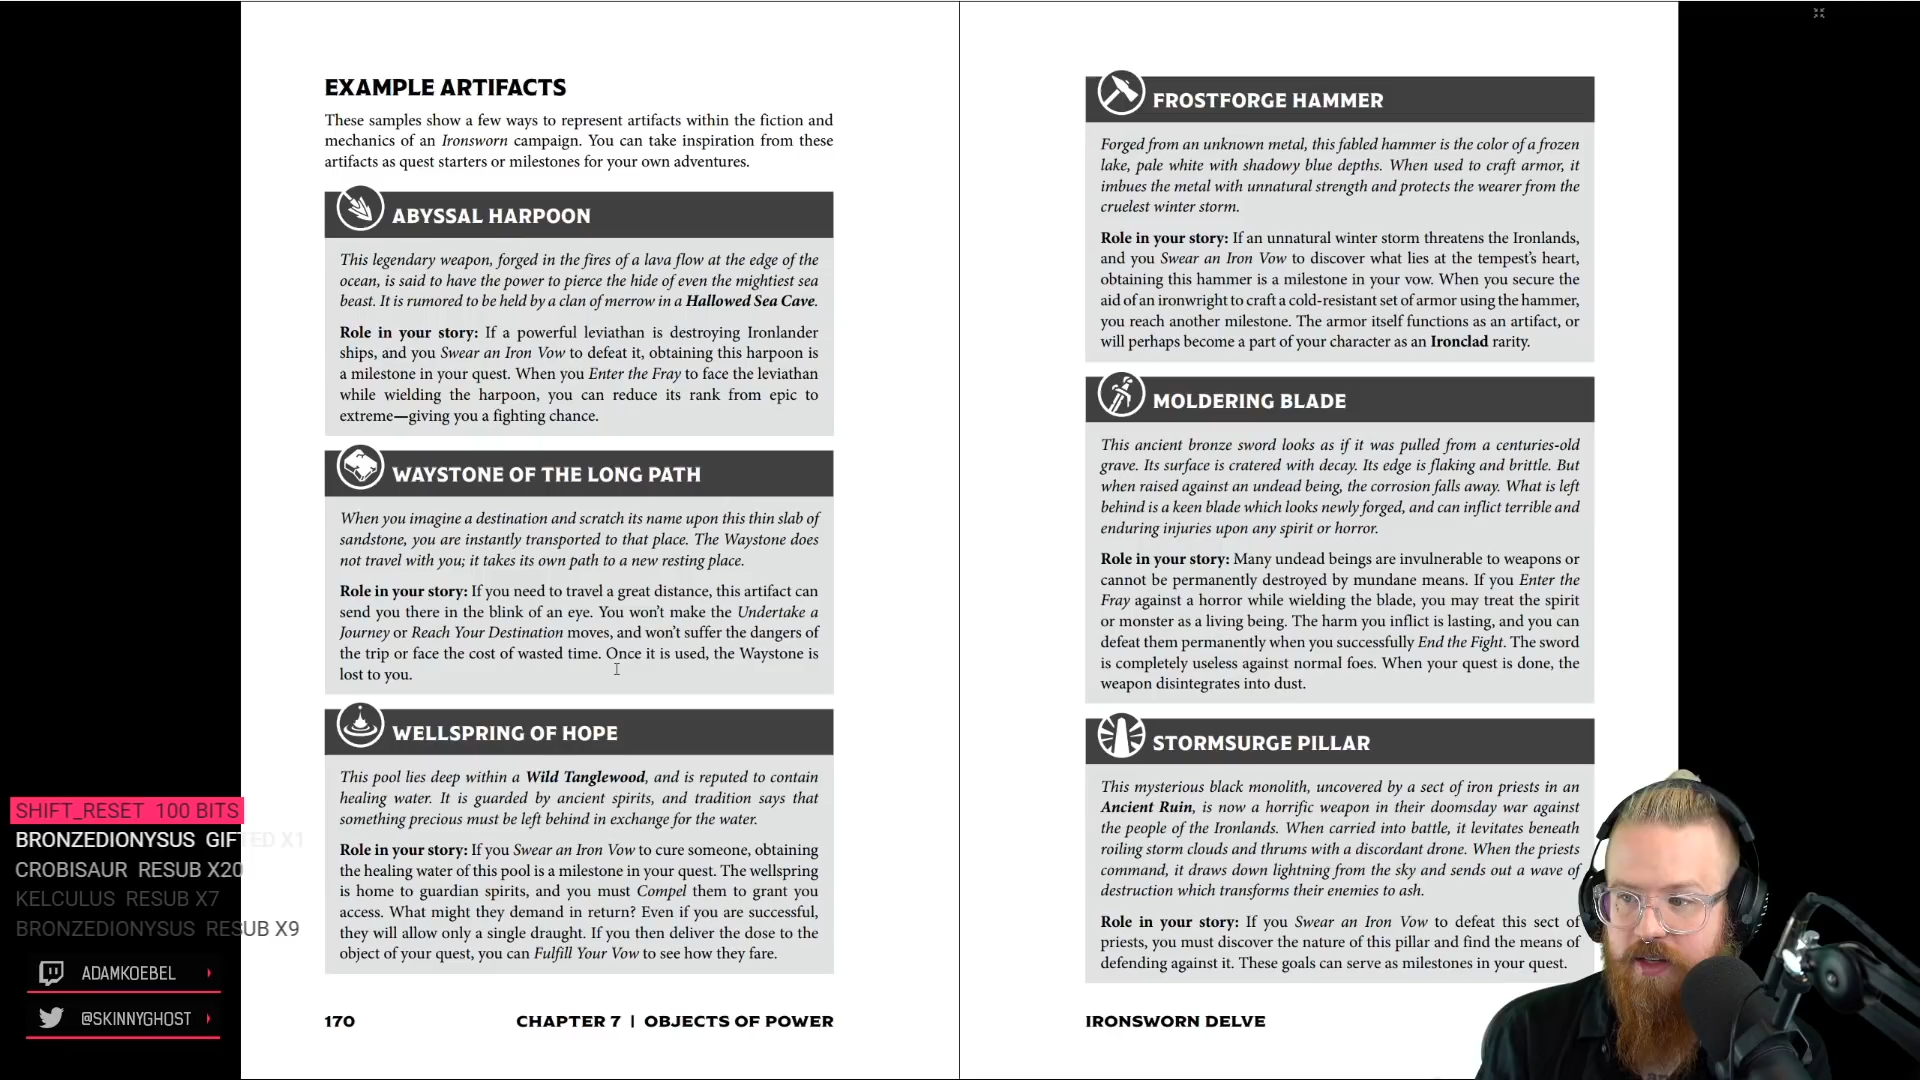 EXAMPLE ARTIFACTS
These samples show a few ways to represent artifacts within the fiction and
mechanics of an Ironsworn campaign. You can take inspiration from these
artifacts as quest starters or milestones for your own adventures.
ABYSSAL HARPOON
This legendary weapon, forged in the fires of a lava flow at the edge of the
ocean, is said to have the power to pierce the hide of even the mightiest sea
beast. It is rumored to be held by a clan of merrow in a Hallowed Sea Cave.
Role in your story: If a powerful leviathan is destroying Ironlander
ships, and you Swear an Iron Vow to defeat it, obtaining this harpoon is
a milestone in your quest. When you Enter the Fray to face the leviathan
while wielding the harpoon, you can reduce its rank from epic to
extreme—giving you a fighting chance.
WAYSTONE OF THE LONG PATH
When you imagine a destination and scratch its name upon this thin slab of
sandstone, you are instantly transported to that place. The Waystone does
not travel with you; it takes its own path to a new resting place.
Role in your story: If you need to travel a great distance, this artifact can
send you there in the blink of an eye. You won't make the Undertake a
Journey or Reach Your Destination moves, and won't suffer the dangers of
the trip or face the cost of wasted time. Once it is used, the Waystone is
lost to you.
WELLSPRING OF HOPE
This pool lies deep within a Wild Tanglewood, and is reputed to contain
healing water. It is guarded by ancient spirits, and tradition says that
something precious must be left behind in exchange for the water.
Role in your story: If you Swear an Iron Vow to cure someone, obtaining
the healing water of this pool is a milestone in your quest. The wellspring
is home to guardian spirits, and you must Compel them to grant you
access. What might they demand in return? Even if you are successful,
they will allow only a single draught. If you then deliver the dose to the
object of your quest, you can Fulfill Your Vow to see how they fare.
170
CHAPTER 7 | OBJECTS OF POWER
FROSTFORGE HAMMER
Forged from an unknown metal, this fabled hammer is the color of a frozen
lake, pale white with shadowy blue depths. When used to craft armor, it
imbues the metal with unnatural strength and protects the wearer from the
cruelest winter storm.
Role in your story: If an unnatural winter storm threatens the Ironlands,
and you Swear an Iron Vow to discover what lies at the tempest's heart,
obtaining this hammer is a milestone in your vow. When you secure the
aid of an ironwright to craft a cold-resistant set of armor using the hammer,
you reach another milestone. The armor itself functions as an artifact, or
will perhaps become a part of your character as an Ironclad rarity.
MOLDERING BLADE
This ancient bronze sword looks as if it was pulled from a centuries-old
grave. Its surface is cratered with decay. Its edge is flaking and brittle. But
when raised against an undead being, the corrosion falls away. What is left
behind is a keen blade which looks newly forged, and can inflict terrible and
enduring injuries upon any spirit or horror.
Role in your story: Many undead beings are invulnerable to weapons or
cannot be permanently destroyed by mundane means. If you Enter the
Fray against a horror while wielding the blade, you may treat the spirit
or monster as a living being. The harm you inflict is lasting, and you can
defeat them permanently when you successfully End the Fight. The sword
is completely useless against normal foes. When your quest is done, the
weapon disintegrates into dust.
STORMSURGE PILLAR
This mysterious black monolith, uncovered by a sect of iron priests in an
Ancient Ruin, is now a horrific weapon in their doomsday war against
the people of the Ironlands. When carried into battle, it levitates beneath
roiling storm clouds and thrums with a discordant drone. When the priests
command, it draws down lightning from the sky and sends out a wave of
destruction which transforms their enemies to ash.
Role in your story: If you Swear an Iron Vow to defeat this sect of
priests, you must discover the nature of this pillar and find the means of
defending against it. These goals can serve as milestones in your quest.
IRONSWORN DELVE
SHIFT_RESET 100 BITS
BRONZEDIONYSUS GIFTED X1
CROBISAUR RESUB X20
KELCULUS RESUB X7
BRONZEDIONYSUS RESUB X9
ADAMKOEBEL
@SKINNYGHOST